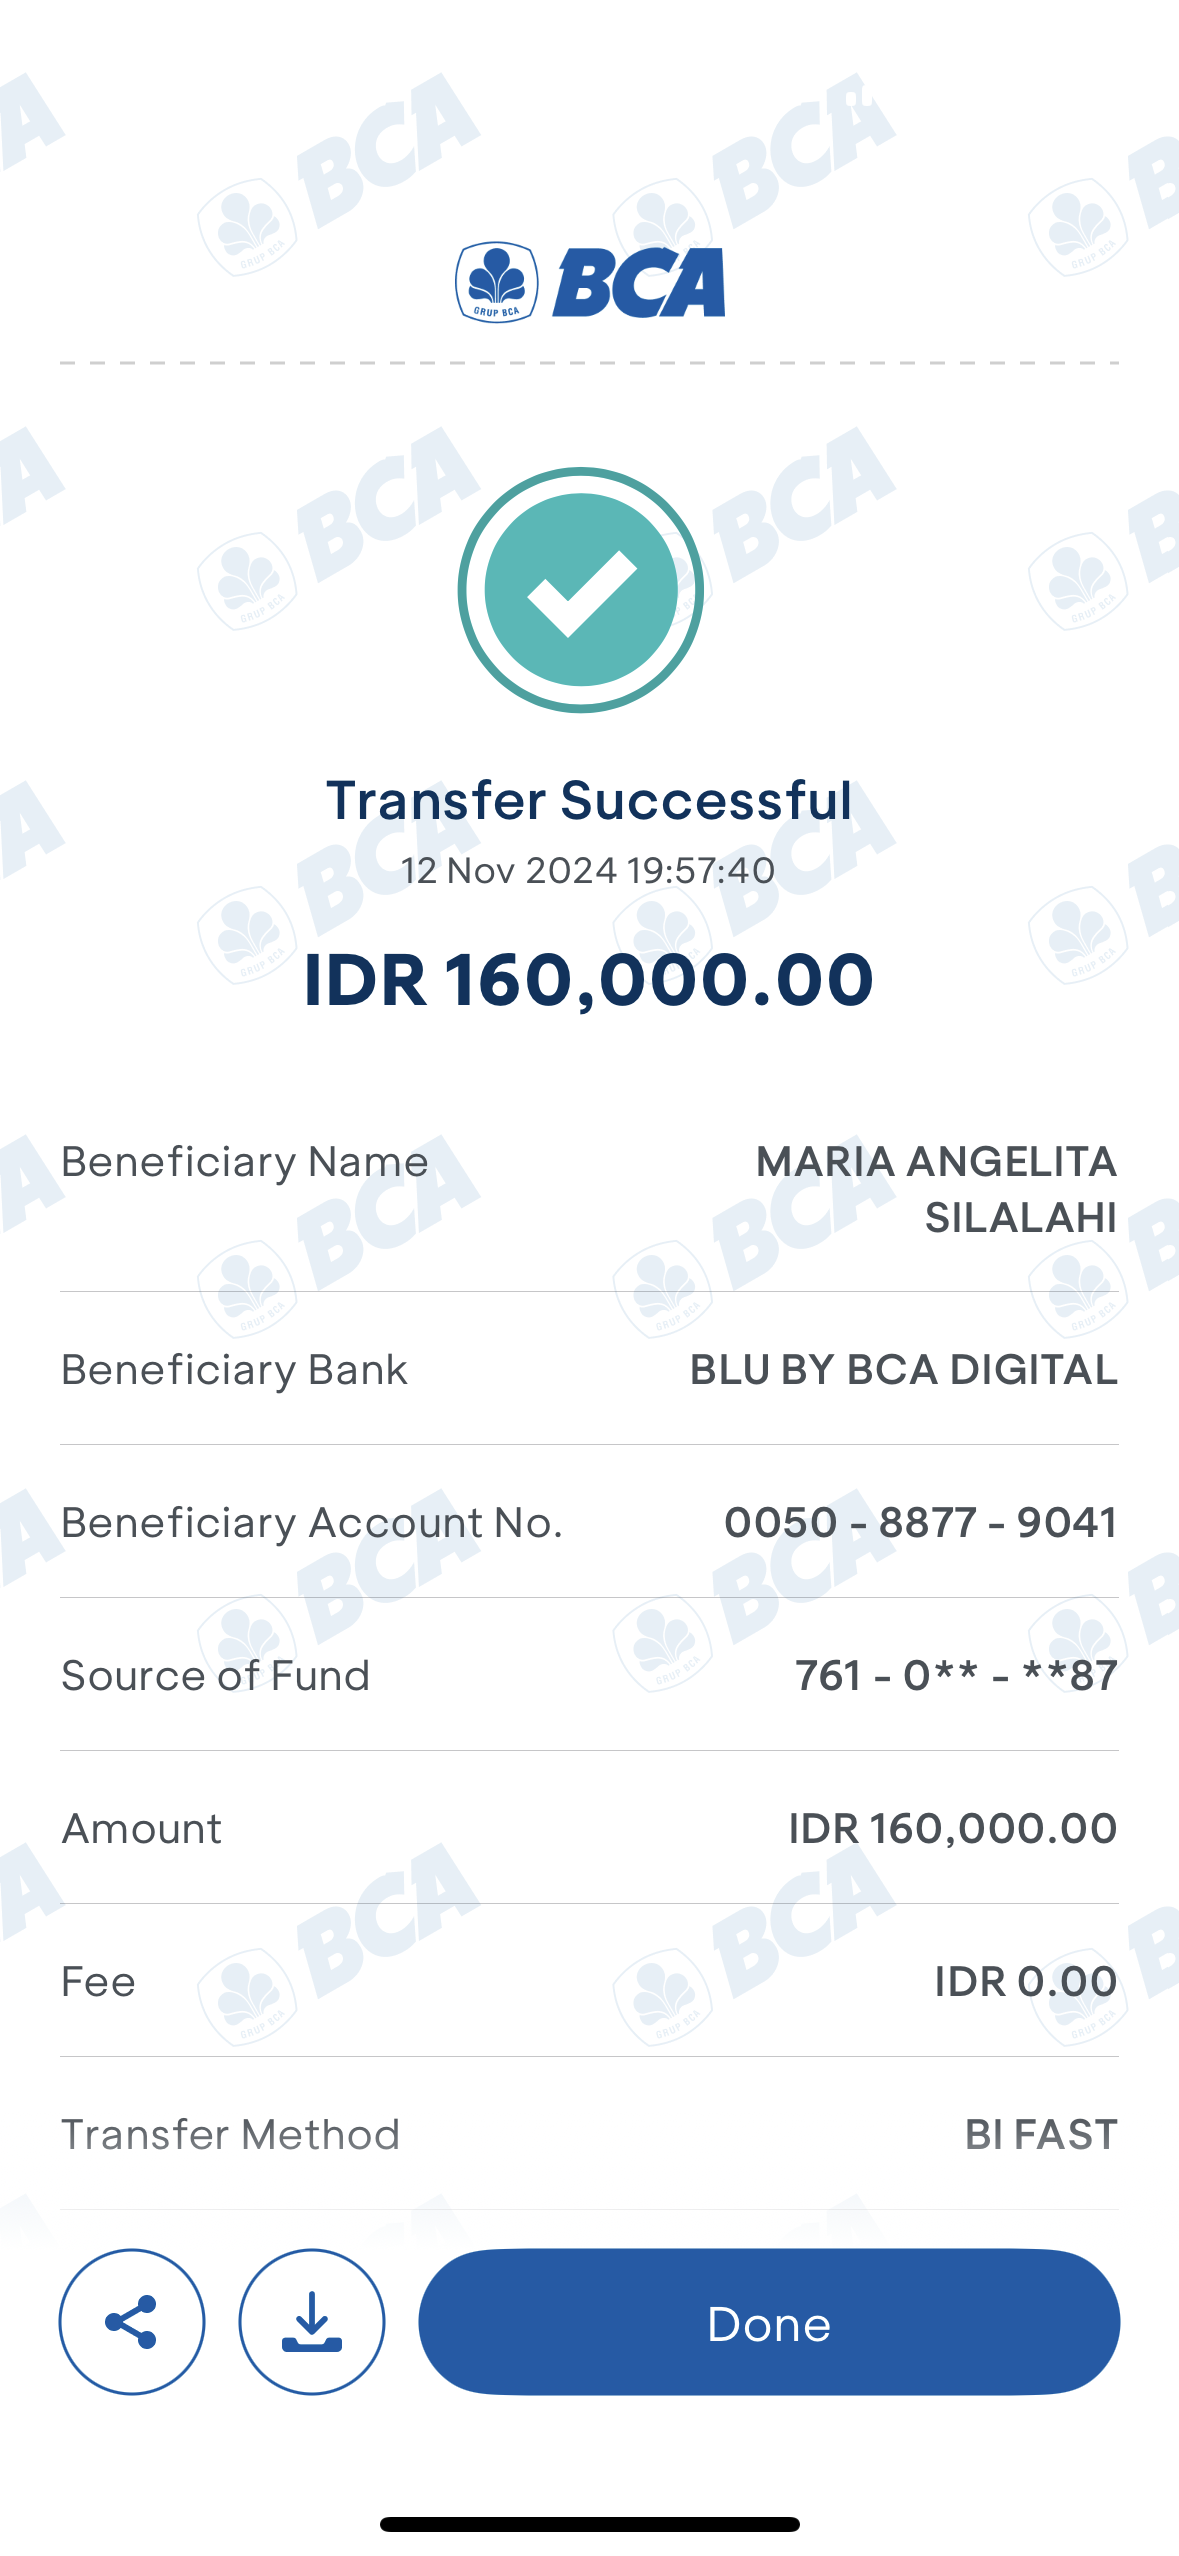 GRUP BCA
BCA
Transfer Successful
12 Nov 2024 19:57:40
IDR 160,000.00
Beneficiary Name MARIA ANGELITA
SILALAHI
Beneficiary Bank BLU BY BCA DIGITAL
Beneficiary Account No. 0050 - 8877 - 9041
Source of Fund 761 - 0** - **87
Amount IDR 160,000.00
Fee IDR 0.00
Transfer Method BI FAST
Done